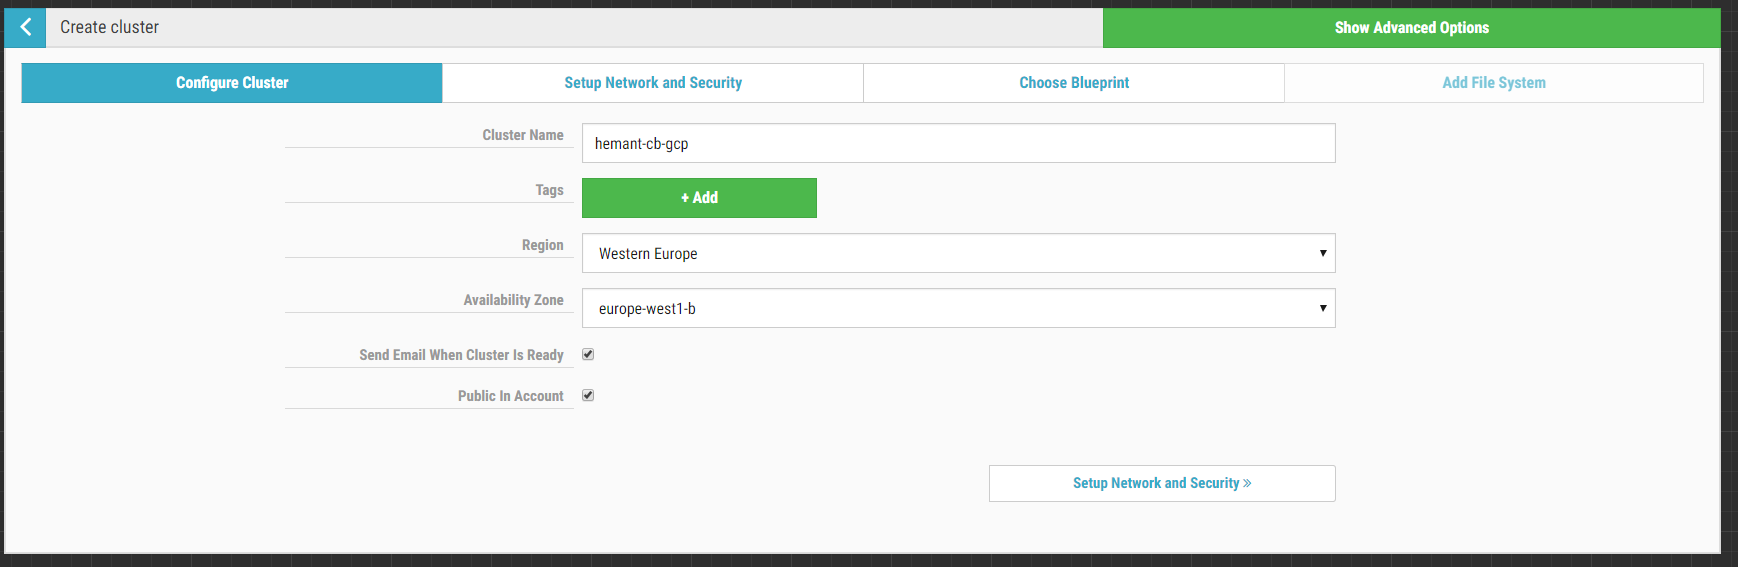 Create cluster
Show Advanced Options
Configure Cluster
Setup Network and Security
Choose Blueprint
Add File System
Cluster Name
hemant-cb-gcp
Tags
+ Add
Region
Western Europe
Availability Zone
europe-west1-b
Send Email When Cluster Is Ready
Public In Account
Setup Network and Security »